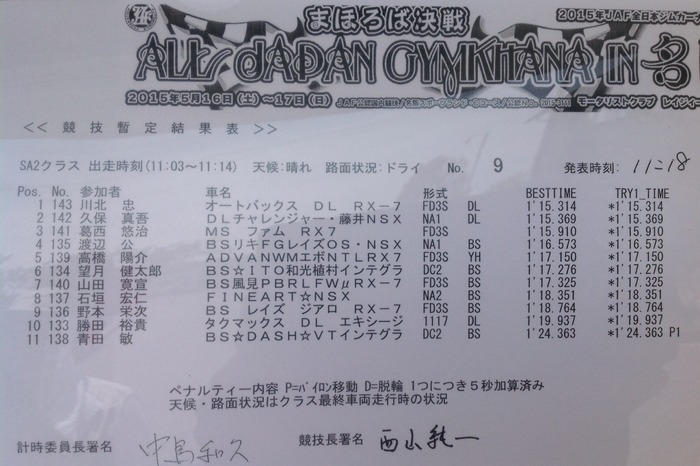 まほろば決戦
2015年JAF全日本ジムカーナ
ALL JAPAN GYMKHANA IN 名
2015年5月16日(土)~17日(日)
モータリストクラブ レイジィー
<< 競技暫定結果表 >>
SA2クラス 出走時刻(11:03~11:14) 天候:晴れ 路面状況:ドライ No. 9 発表時刻: 11:18
Pos. No. 参加者 車名 形式 BESTTIME TRY1_TIME
1 143 川北 忠 オートバックス DL RX-7 FD3S DL 1'15.314 *1'15.314
2 142 久保 真吾 DLチャレンジャー・藤井NSX NA1 DL 1'15.369 *1'15.369
3 141 葛西 悠治 MS ファム RX7 FD3S 1'15.910 *1'15.910
4 135 渡辺 公 BSリキFGレイズOS・NSX NA1 BS 1'16.573 *1'16.573
5 139 高橋 陽介 ADVANWMエボNTLRX7 FD3S YH 1'17.150 *1'17.150
6 134 望月 健太郎 BS☆ITO和光植村インテグラ DC2 BS 1'17.276 *1'17.276
7 140 山田 寛宣 BS風見PBRLFWμRX-7 FD3S BS 1'17.325 *1'17.325
8 137 石垣 宏仁 FINEART☆NSX NA2 BS 1'18.351 *1'18.351
9 136 野本 栄次 BS レイズ ジアロ RX-7 FD3S BS 1'18.764 *1'18.764
10 133 勝田 裕貴 タクマックス DL エキシージ 1117 DL 1'19.937 *1'19.937
11 138 青田 敏 BS☆DASH☆VTインテグラ DC2 BS 1'24.363 *1'24.363 P1
ペナルティー内容 P=パイロン移動 D=脱輪 1つにつき5秒加算済み
天候・路面状況はクラス最終車両走行時の状況
計時委員長署名 中島和久 競技長署名 西山純一